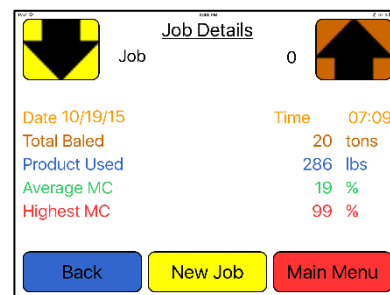 Job Details
Job 0
Date 10/19/15 Time 07:09
Total Baled 20 tons
Product Used 286 lbs
Average MC 19 %
Highest MC 99 %
Back New Job Main Menu